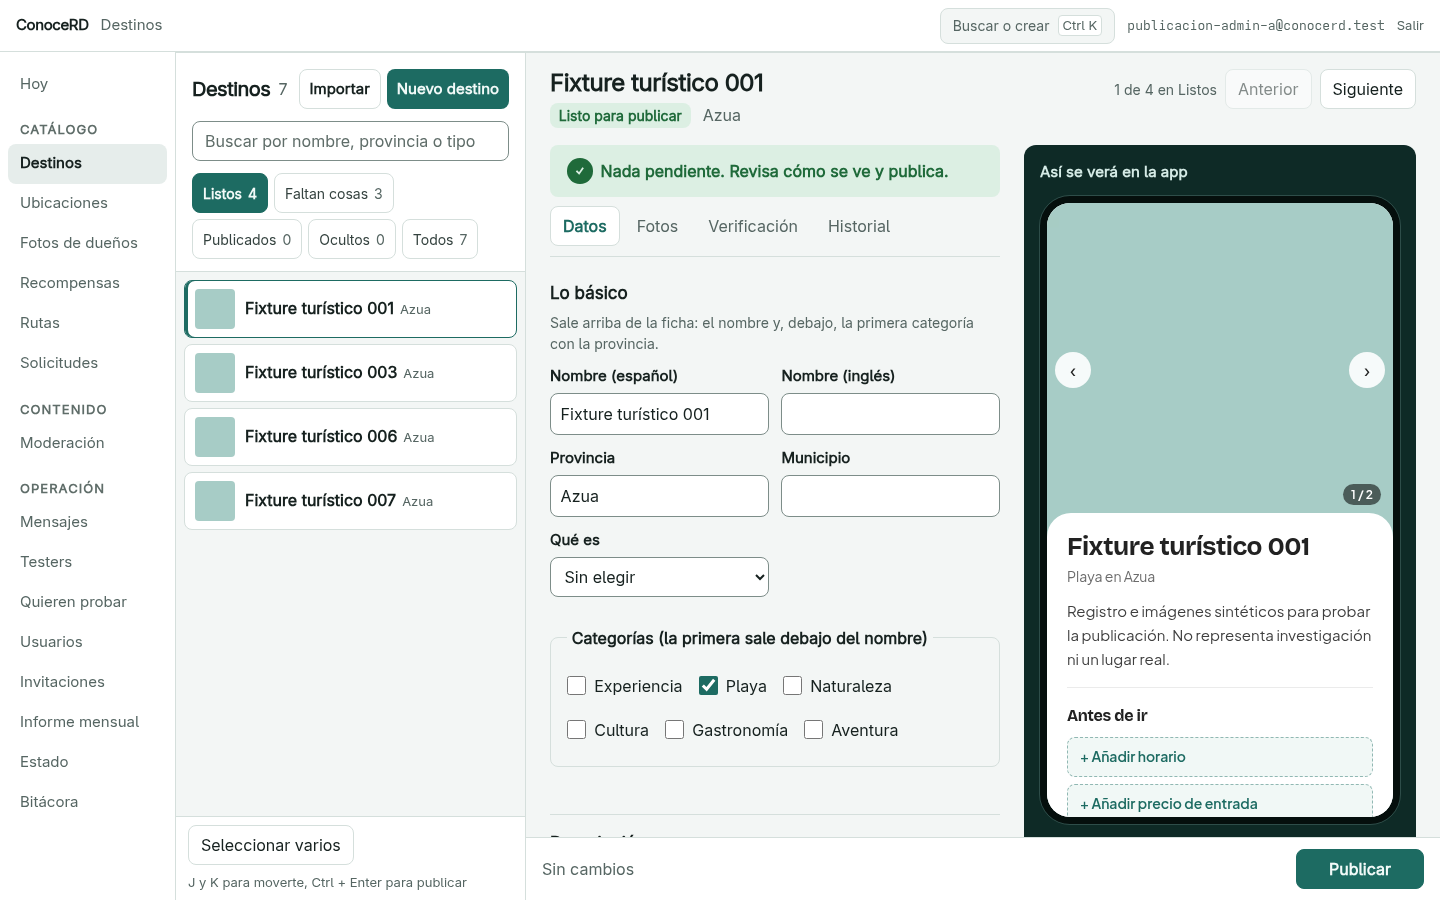 ConoceRD Destinos
Buscar o crear Ctrl K
publicacion-admin-a@conocerd.test
Salir
Hoy
CATÁLOGO
Destinos
Ubicaciones
Fotos de dueños
Recompensas
Rutas
Solicitudes
CONTENIDO
Moderación
OPERACIÓN
Mensajes
Testers
Quieren probar
Usuarios
Invitaciones
Informe mensual
Estado
Bitácora
Destinos 7
Importar
Nuevo destino
Buscar por nombre, provincia o tipo
Listos 4
Faltan cosas 3
Publicados 0
Ocultos 0
Todos 7
Fixture turístico 001 Azua
Fixture turístico 003 Azua
Fixture turístico 006 Azua
Fixture turístico 007 Azua
Seleccionar varios
J y K para moverte, Ctrl + Enter para publicar
Fixture turístico 001
Listo para publicar Azua
1 de 4 en Listos
Anterior
Siguiente
Nada pendiente. Revisa cómo se ve y publica.
Datos
Fotos
Verificación
Historial
Lo básico
Sale arriba de la ficha: el nombre y, debajo, la primera categoría
con la provincia.
Nombre (español)
Fixture turístico 001
Nombre (inglés)
Provincia
Azua
Municipio
Qué es
Sin elegir
Categorías (la primera sale debajo del nombre)
Experiencia
Playa
Naturaleza
Cultura
Gastronomía
Aventura
Así se verá en la app
‹
›
1 / 2
Fixture turístico 001
Playa en Azua
Registro e imágenes sintéticos para probar
la publicación. No representa investigación
ni un lugar real.
Antes de ir
+ Añadir horario
+ Añadir precio de entrada
Sin cambios
Publicar